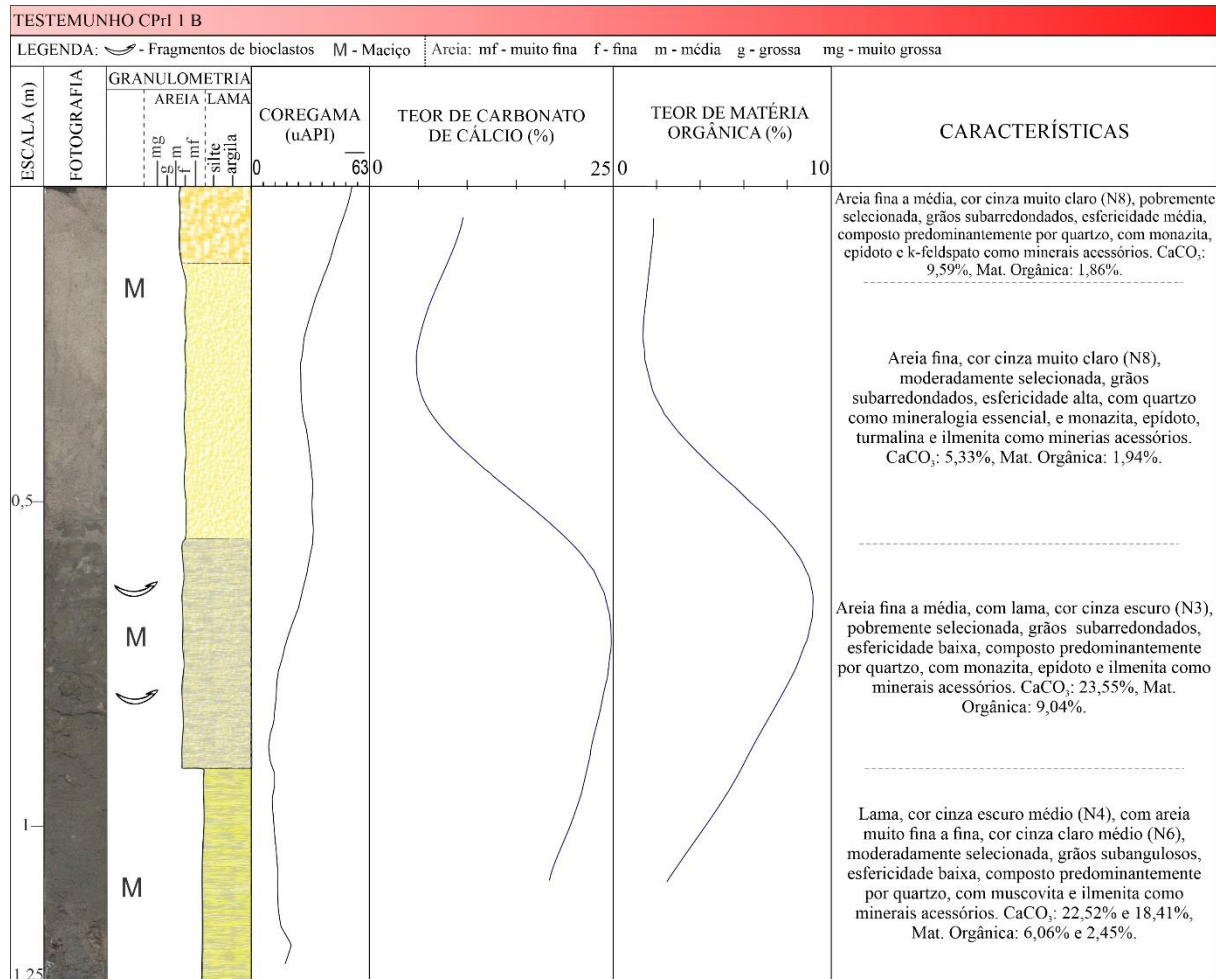 TESTEMUNHO CPrI 1 B
LEGENDA: - Fragmentos de bioclastos M - Maciço Areia: mf - muito fina f - fina m - média g - grossa mg - muito grossa
ESCALA (m)
FOTOGRAFIA
GRANULOMETRIA
AREIA LAMA
mg
g
m
f
mf
silte
argila
COREGAMA
(uAPI)
0 63
TEOR DE CARBONATO
DE CÁLCIO (%)
0 25
TEOR DE MATÉRIA
ORGÂNICA (%)
0 10
CARACTERÍSTICAS
Areia fina a média, cor cinza muito claro (N8), pobremente
selecionada, grãos subarredondados, esfericidade média,
composto predominantemente por quartzo, com monazita,
epídoto e k-feldspato como minerais acessórios. CaCO₃:
9,59%, Mat. Orgânica: 1,86%.
M
Areia fina, cor cinza muito claro (N8),
moderadamente selecionada, grãos
subarredondados, esfericidade alta, com quartzo
como mineralogia essencial, e monazita, epídoto,
turmalina e ilmenita como minerias acessórios.
CaCO₃: 5,33%, Mat. Orgânica: 1,94%.
0,5
M
Areia fina a média, com lama, cor cinza escuro (N3),
pobremente selecionada, grãos subarredondados,
esfericidade baixa, composto predominantemente
por quartzo, com monazita, epídoto e ilmenita como
minerais acessórios. CaCO₃: 23,55%, Mat.
Orgânica: 9,04%.
1
M
Lama, cor cinza escuro médio (N4), com areia
muito fina a fina, cor cinza claro médio (N6),
moderadamente selecionada, grãos subangulosos,
esfericidade baixa, composto predominantemente
por quartzo, com muscovita e ilmenita como
minerais acessórios. CaCO₃: 22,52% e 18,41%,
Mat. Orgânica: 6,06% e 2,45%.
1,25